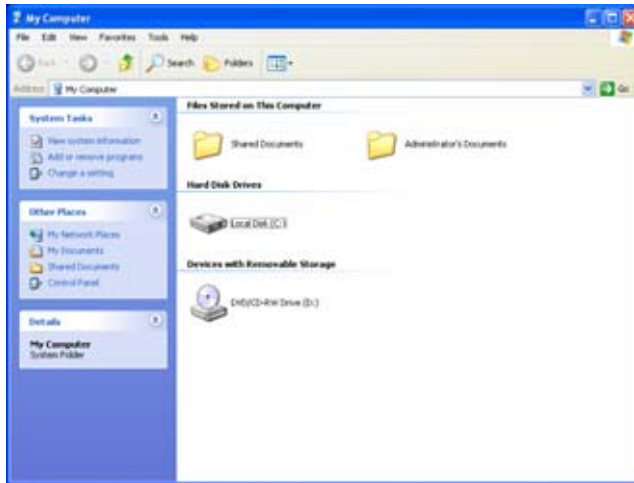 My Computer
File Edit View Favorites Tools Help
Back Search Folders
Address My Computer Go
System Tasks
View system information
Add or remove programs
Change a setting
Other Places
My Network Places
My Documents
Shared Documents
Control Panel
Details
My Computer
System Folder
Files Stored on This Computer
Shared Documents Administrator's Documents
Hard Disk Drives
Local Disk (C:)
Devices with Removable Storage
DVD/CD-RW Drive (D:)